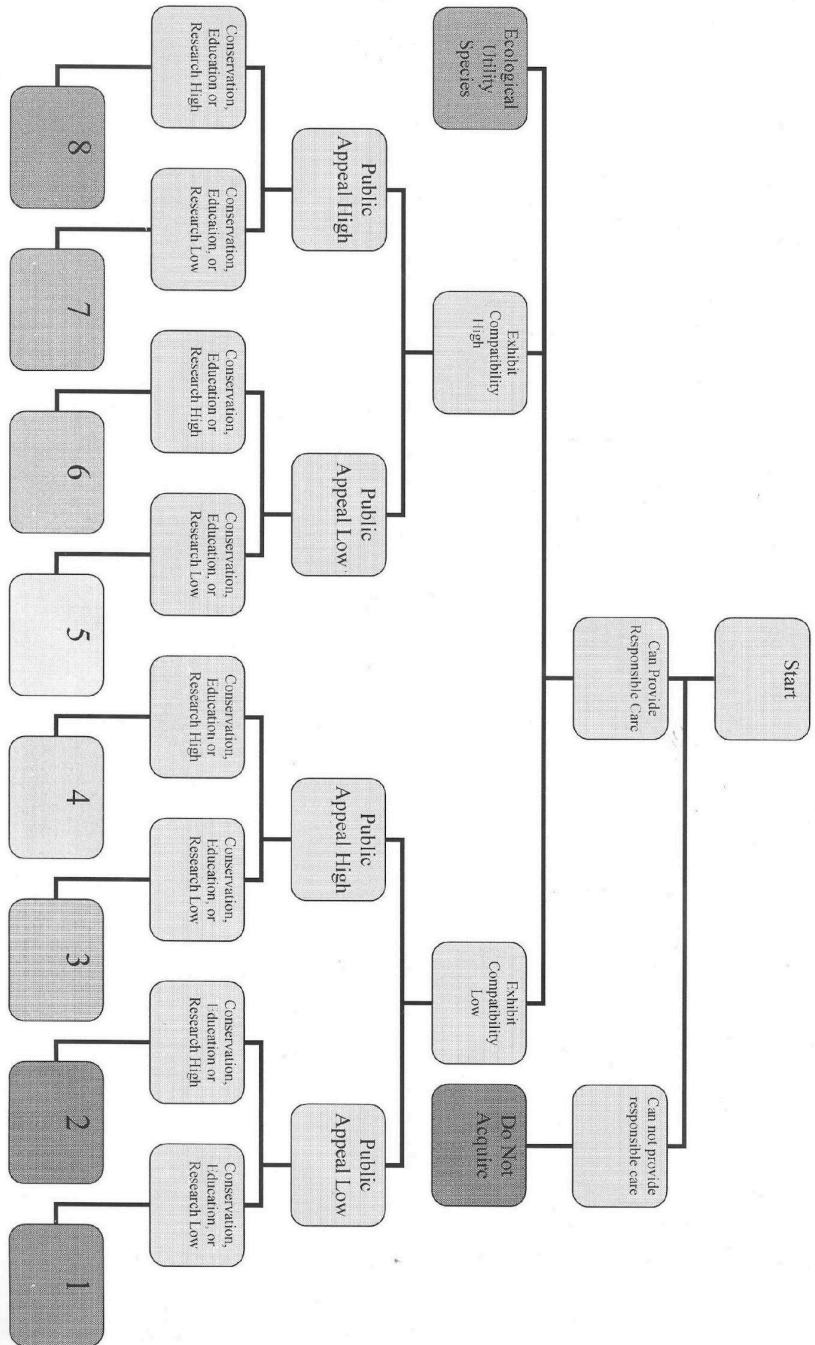 Start
Can Provide
Responsible Care
Can not provide
responsible care
Ecological
Utility
Species
Exhibit
Compatibility
High
Exhibit
Compatibility
Low
Do Not
Acquire
Public
Appeal High
Public
Appeal Low
Public
Appeal High
Public
Appeal Low
Conservation,
Education or
Research High
Conservation,
Education, or
Research Low
Conservation,
Education or
Research High
Conservation,
Education, or
Research Low
Conservation,
Education or
Research High
Conservation,
Education, or
Research Low
Conservation,
Education or
Research High
Conservation,
Education, or
Research Low
8
7
6
5
4
3
2
1